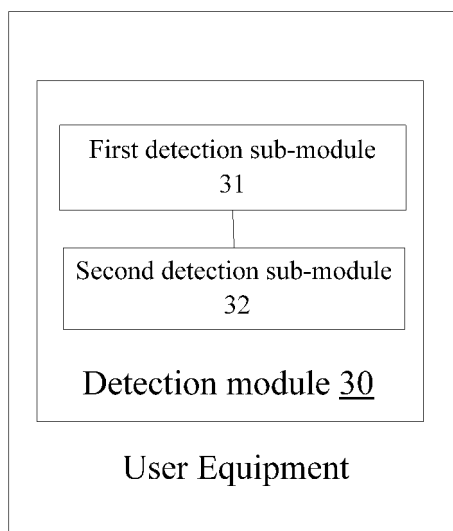 First detection sub-module
31
Second detection sub-module
32
Detection module 30
User Equipment